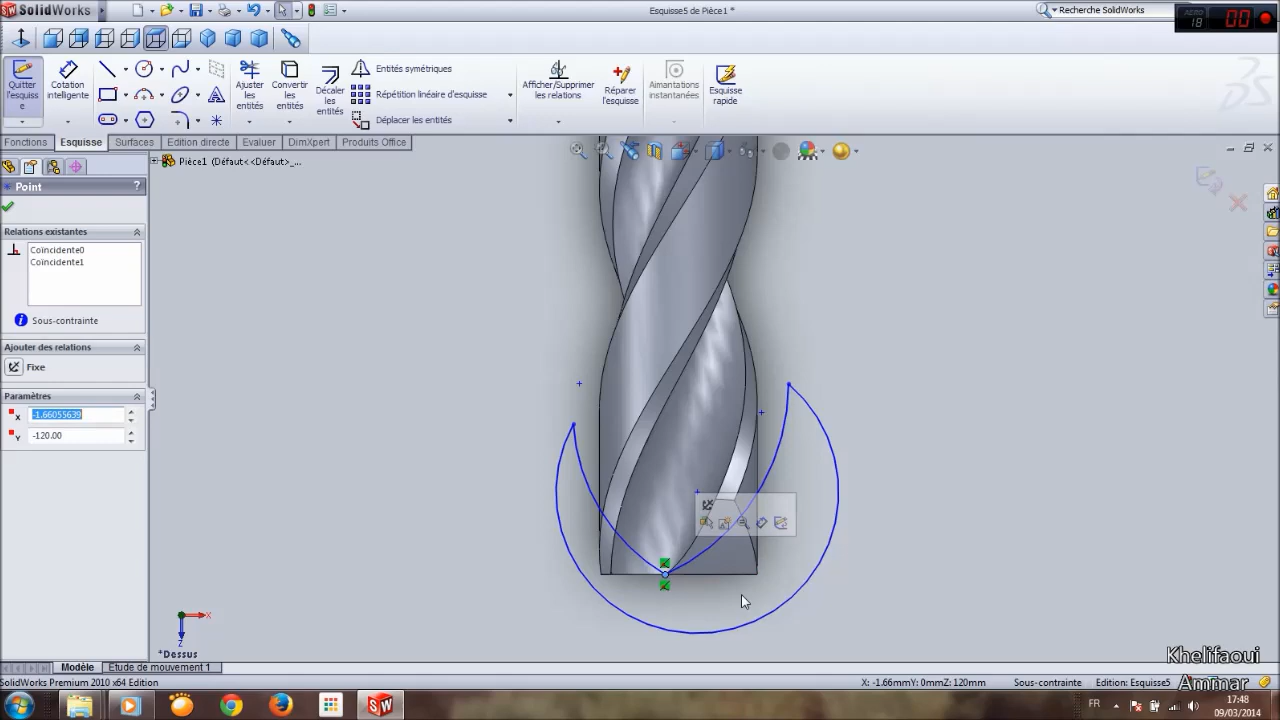 SolidWorks
Esquisse5 de Pièce1 *
Recherche SolidWorks
18
00
Quitter l'esquiss e
Cotation intelligente
Ajuster les entités
Convertir les entités
Décaler les entités
Entités symétriques
Répétition linéaire d'esquisse
Déplacer les entités
Afficher/Supprimer les relations
Réparer l'esquisse
Aimantations instantanées
Esquisse rapide
Fonctions
Esquisse
Surfaces
Edition directe
Evaluer
DimXpert
Produits Office
Point
?
Pièce1 (Défaut<<Défaut>_...
Relations existantes
Coïncidente0
Coïncidente1
Sous-contrainte
Ajouter des relations
Fixe
Paramètres
X
-1.66055639
Y
-120.00
X
Z
*Dessus
Modèle
Etude de mouvement 1
Khelifaoui
SolidWorks Premium 2010 x64 Edition
X: -1.66mmY: 0mmZ: 120mm
Sous-contrainte
Edition: Esquisse5
Ammar
FR
17:48
09/03/2014